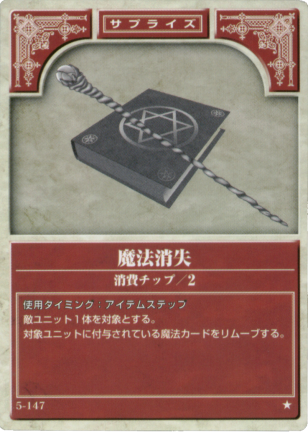 サプライズ
魔法消失
消費チップ／2
使用タイミング：アイテムステップ
敵ユニット1体を対象とする。
対象ユニットに付与されている魔法カードをリムーブする。
5-147 ★